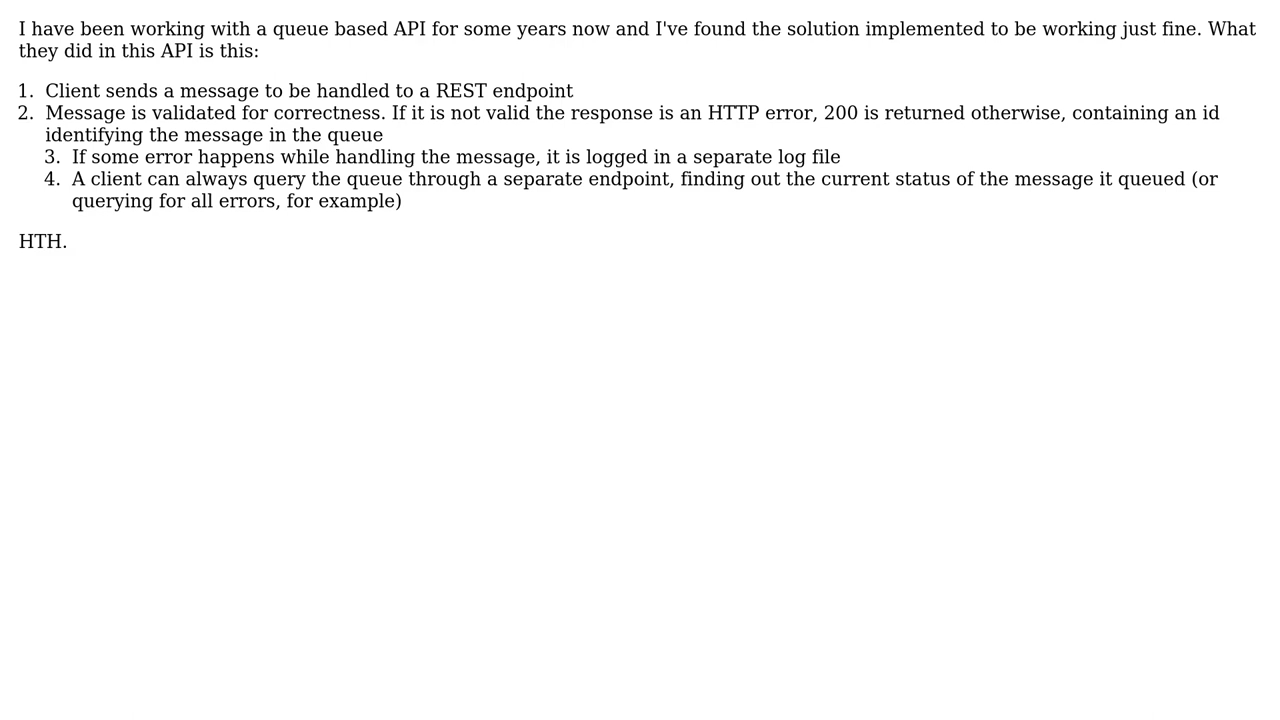 I have been working with a queue based API for some years now and I've found the solution implemented to be working just fine. What
they did in this API is this:
1. Client sends a message to be handled to a REST endpoint
2. Message is validated for correctness. If it is not valid the response is an HTTP error, 200 is returned otherwise, containing an id
identifying the message in the queue
3. If some error happens while handling the message, it is logged in a separate log file
4. A client can always query the queue through a separate endpoint, finding out the current status of the message it queued (or
querying for all errors, for example)
HTH.